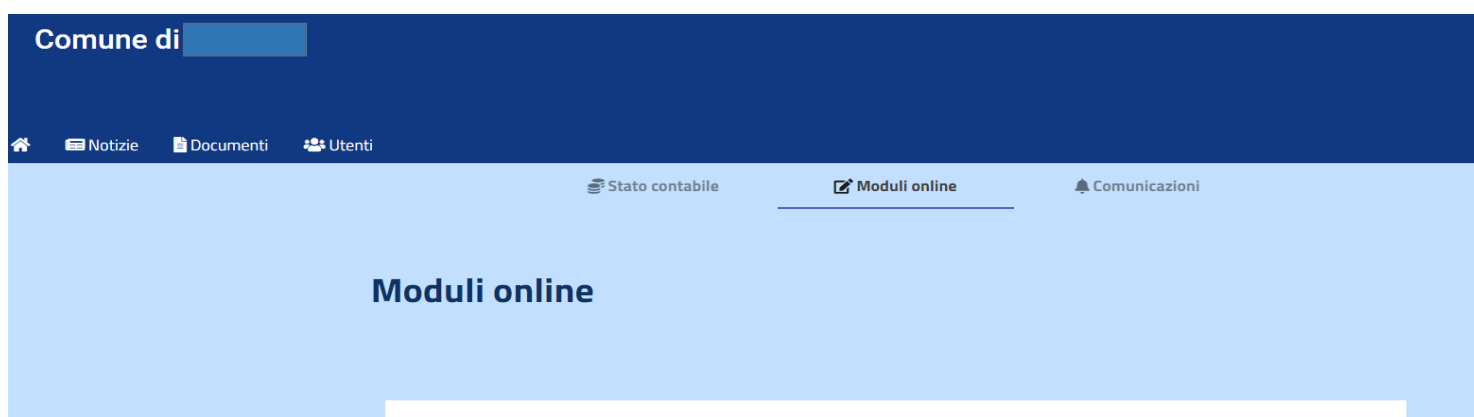 Comune di
Notizie Documenti Utenti
Stato contabile Moduli online Comunicazioni
Moduli online